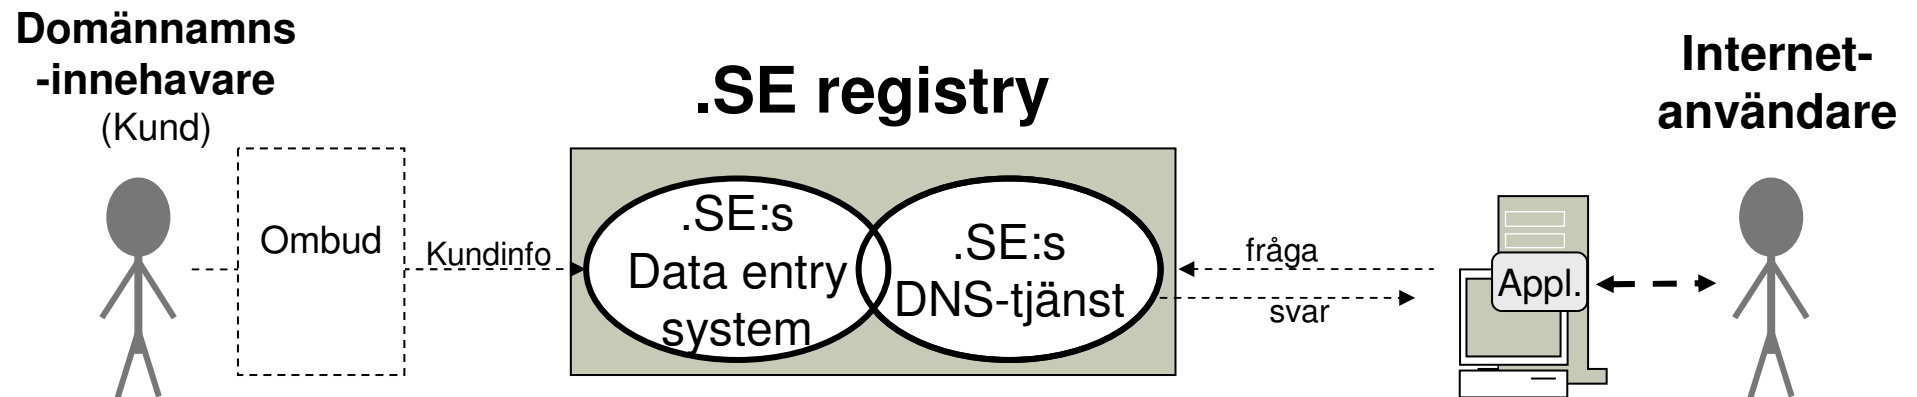 Domännamns
-innehavare
(Kund)
.SE registry
Internet-
användare
Ombud
Kundinfo
.SE:s
Data entry
system
.SE:s
DNS-tjänst
fråga
svar
Appl.